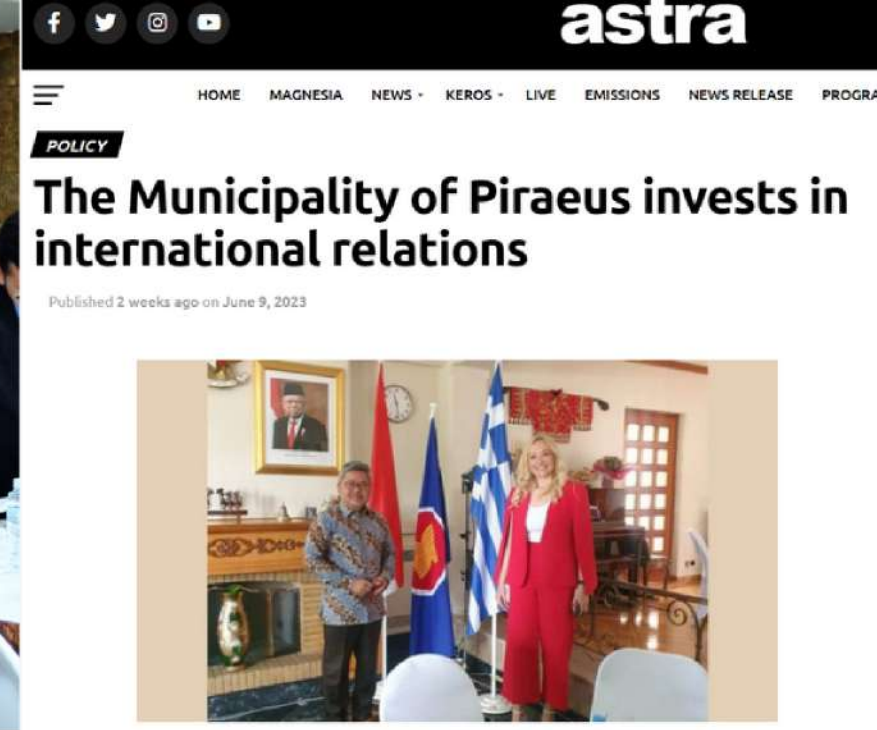 astra
HOME MAGNESIA NEWS KEROS LIVE EMISSIONS NEWS RELEASE PROGRA
POLICY
The Municipality of Piraeus invests in
international relations
Published 2 weeks ago on June 9, 2023